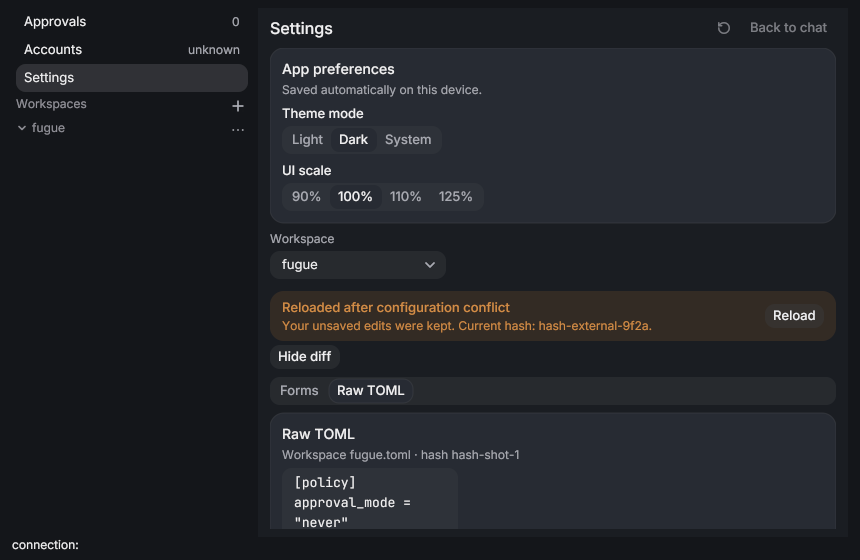 Approvals 0
Accounts unknown
Settings
Workspaces +
fugue ...
connection:
Settings
Back to chat
App preferences
Saved automatically on this device.
Theme mode
Light Dark System
UI scale
90% 100% 110% 125%
Workspace
fugue
Reloaded after configuration conflict
Your unsaved edits were kept. Current hash: hash-external-9f2a.
Reload
Hide diff
Forms Raw TOML
Raw TOML
Workspace fugue.toml · hash hash-shot-1
[policy]
approval_mode =
"never"